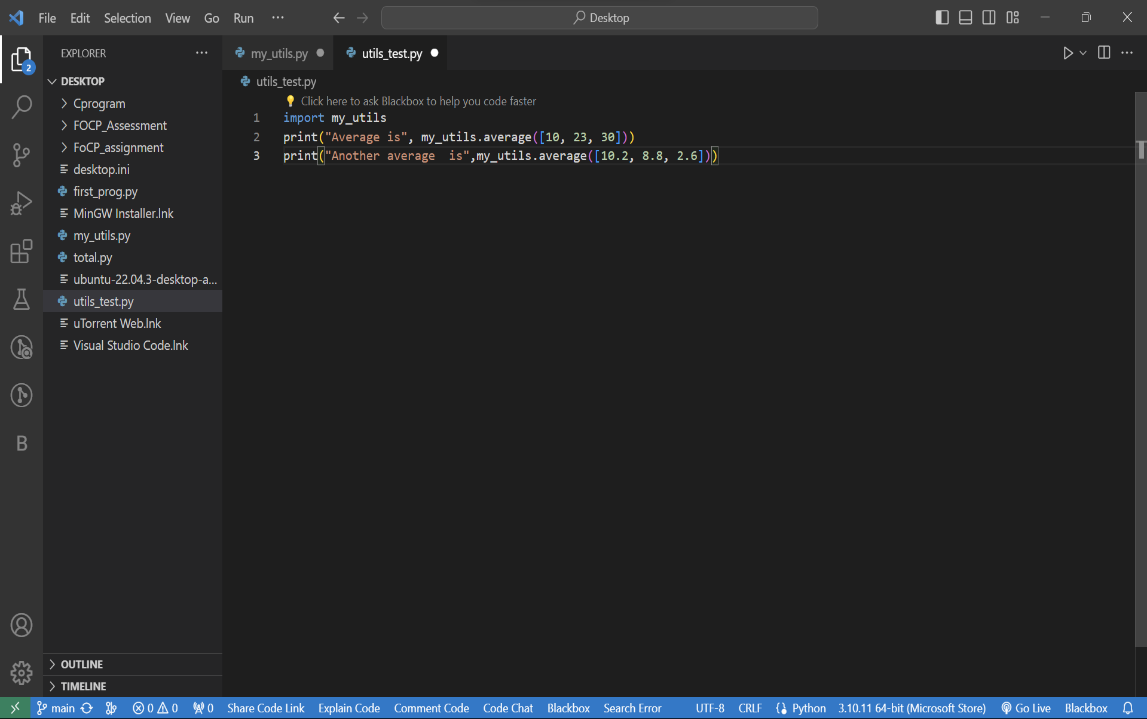 File Edit Selection View Go Run ··· Desktop
EXPLORER ···
2
DESKTOP
Cprogram
FOCP_Assessment
FoCP_assignment
desktop.ini
first_prog.py
MinGW Installer.lnk
my_utils.py
total.py
ubuntu-22.04.3-desktop-a...
utils_test.py
uTorrent Web.lnk
Visual Studio Code.lnk
OUTLINE
TIMELINE
B
my_utils.py utils_test.py
utils_test.py
Click here to ask Blackbox to help you code faster
1 import my_utils
2 print("Average is", my_utils.average([10, 23, 30]))
3 print("Another average  is",my_utils.average([10.2, 8.8, 2.6]))
main 0 0 0 Share Code Link Explain Code Comment Code Code Chat Blackbox Search Error UTF-8 CRLF Python 3.10.11 64-bit (Microsoft Store) Go Live Blackbox